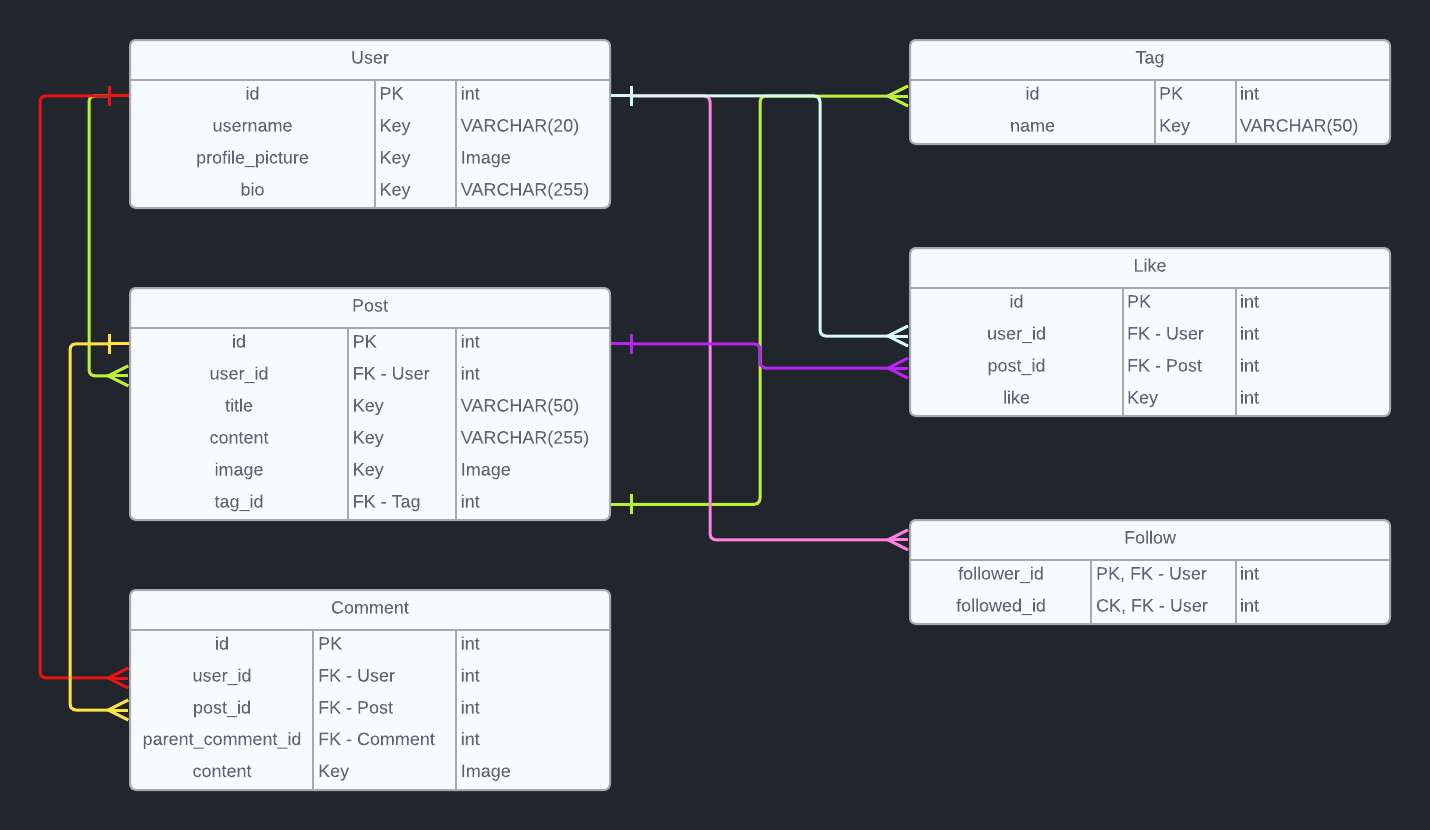 User
id PK int
username Key VARCHAR(20)
profile_picture Key Image
bio Key VARCHAR(255)
Post
id PK int
user_id FK - User int
title Key VARCHAR(50)
content Key VARCHAR(255)
image Key Image
tag_id FK - Tag int
Comment
id PK int
user_id FK - User int
post_id FK - Post int
parent_comment_id FK - Comment int
content Key Image
Tag
id PK int
name Key VARCHAR(50)
Like
id PK int
user_id FK - User int
post_id FK - Post int
like Key int
Follow
follower_id PK, FK - User int
followed_id CK, FK - User int